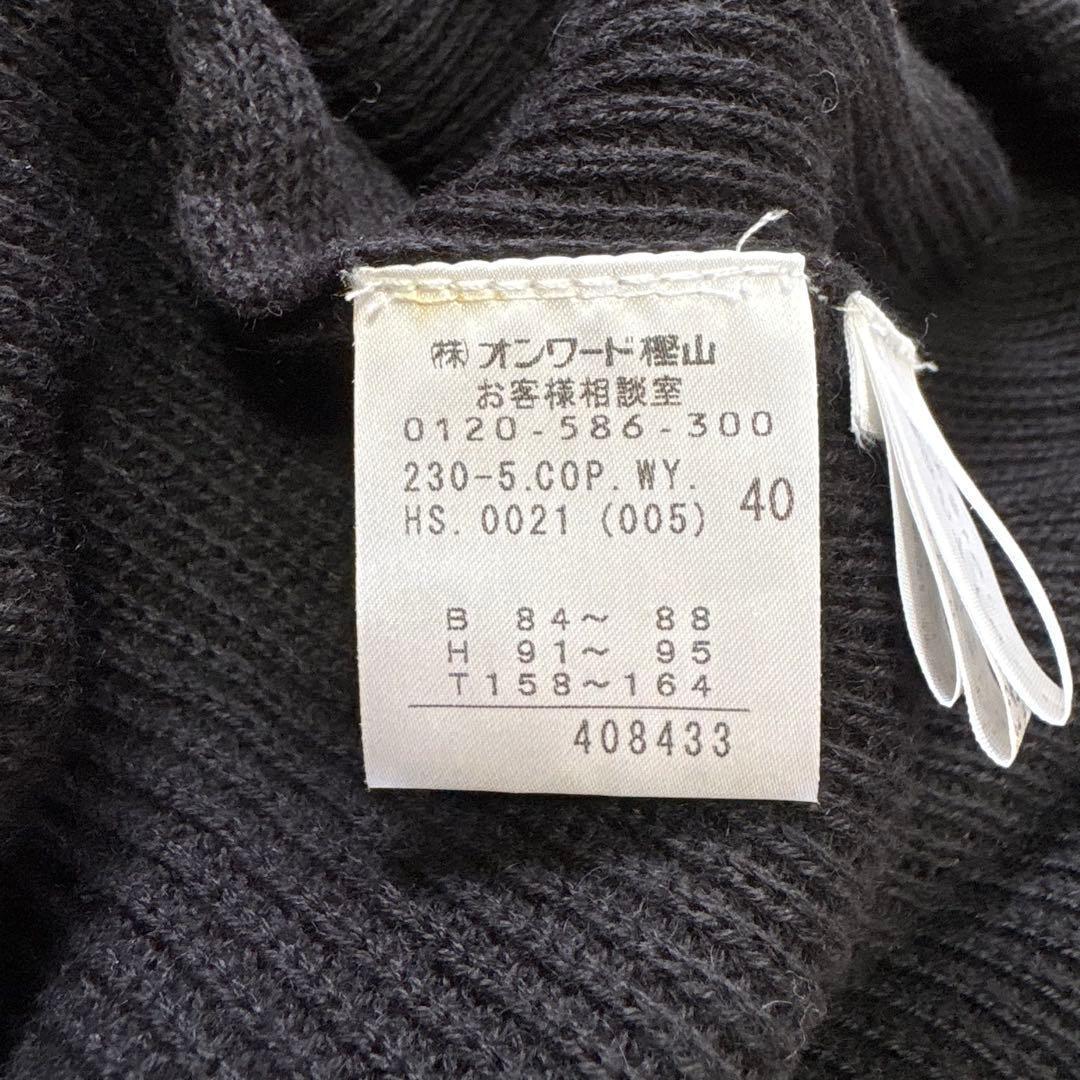 ㈱オンワード樫山
お客様相談室
0120-586-300
230-5.COP.WY.
HS.0021 (005) 40
B 84～ 88
H 91～ 95
T158～164
408433